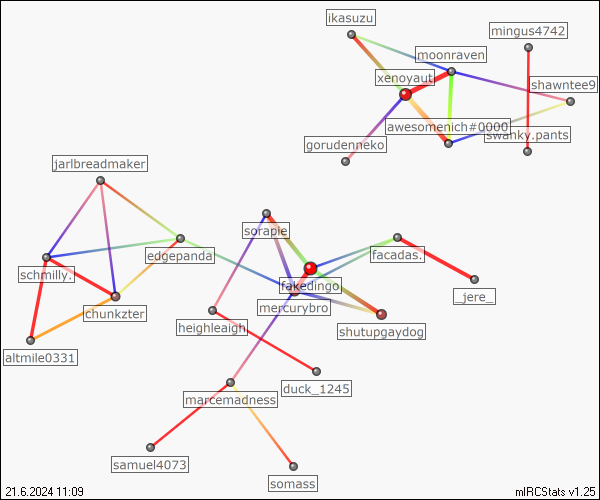 ikasuzu
mingus4742
moonraven
xenoyaut
shawntee9
awesomenich#0000
swanky.pants
gorudenneko
jarlbreadmaker
sorapie
edgepanda
facadas.
schmilly.
fakedingo
chunkzter
mercurybro
_jere_
heighleaigh
shutupgaydog
altmile0331
duck_1245
marcemadness
samuel4073
somass
21.6.2024 11:09
mIRCStats v1.25